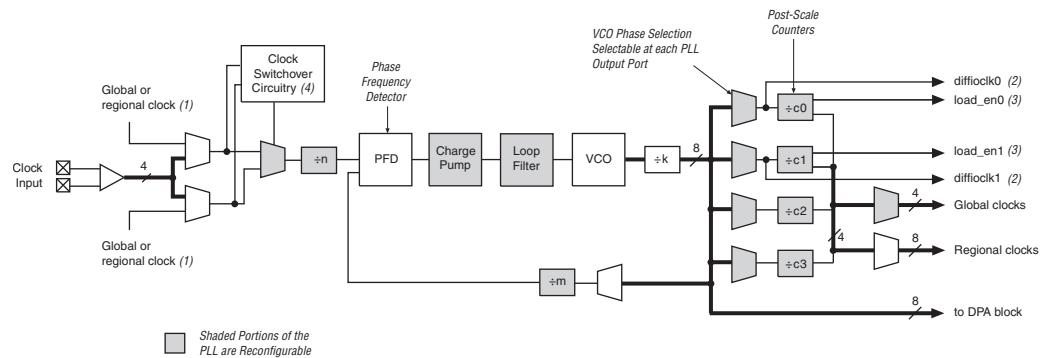 Post-Scale
Counters
VCO Phase Selection
Selectable at each PLL
Output Port
Clock
Switchover
Circuitry (4)
Phase
Frequency
Detector
Global or
regional clock (1)
diffioclk0 (2)
load_en0 (3)
÷c0
4
Clock
Input
÷n
PFD
Charge
Pump
Loop
Filter
VCO
÷k
8
÷c1
load_en1 (3)
diffioclk1 (2)
÷c2
4
Global clocks
4
Global or
regional clock (1)
÷c3
8
Regional clocks
÷m
8
to DPA block
Shaded Portions of the
PLL are Reconfigurable